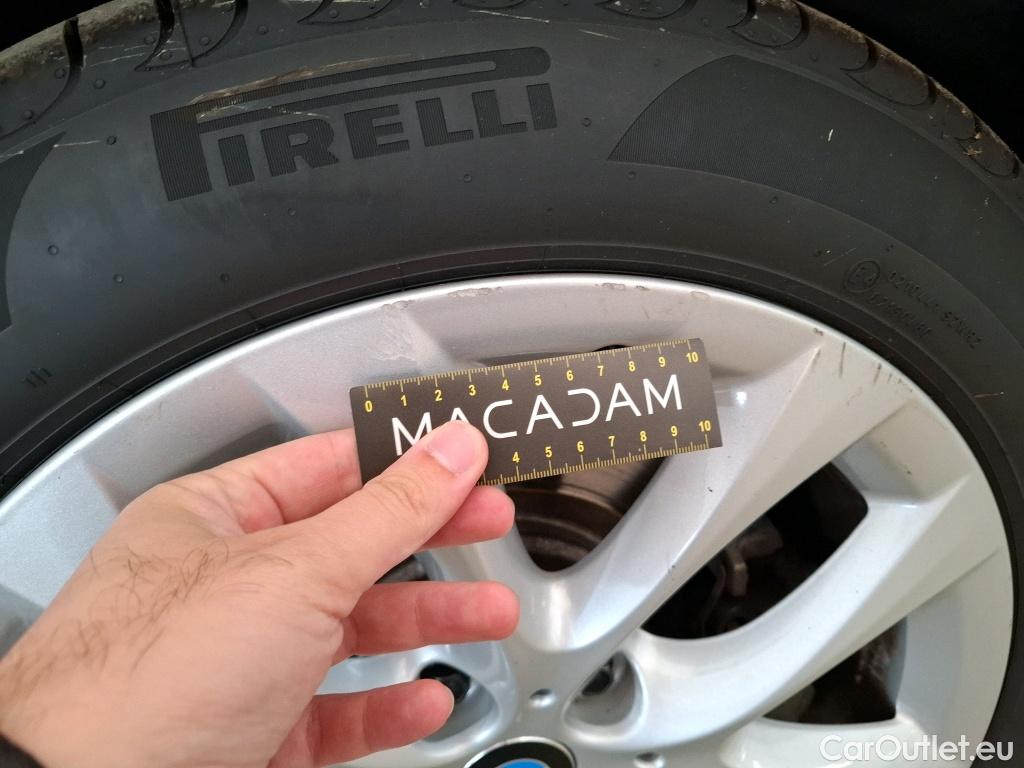 PIRELLI
0 1 2 3 4 5 6 7 8 9 10
MACADAM
4 5 6 7 8 9 10
CarOutlet.eu